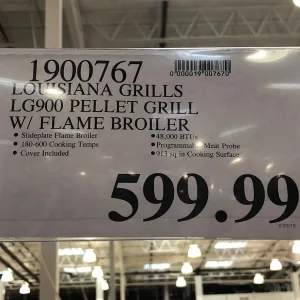 1900767
0000019007670
LOUISIANA GRILLS
LG900 PELLET GRILL
W/ FLAME BROILER
• Slideplate Flame Broiler
• 180-600 Cooking Temps
• Cover Included
• 48,000 BTUs
• Programmable Meat Probe
• 913 sq in Cooking Surface
599.99